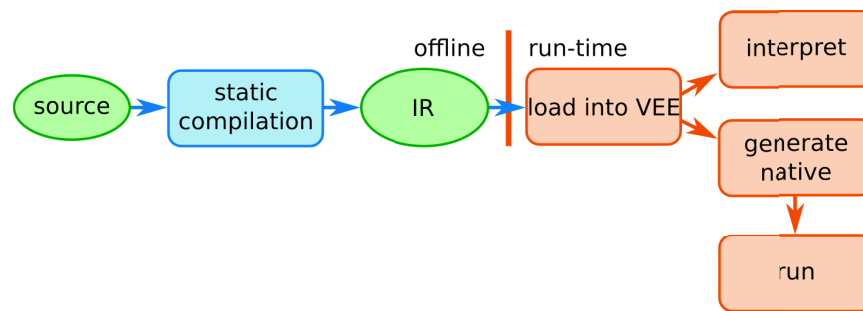 offline
run-time
interpret
source
static
compilation
IR
load into VEE
generate
native
run